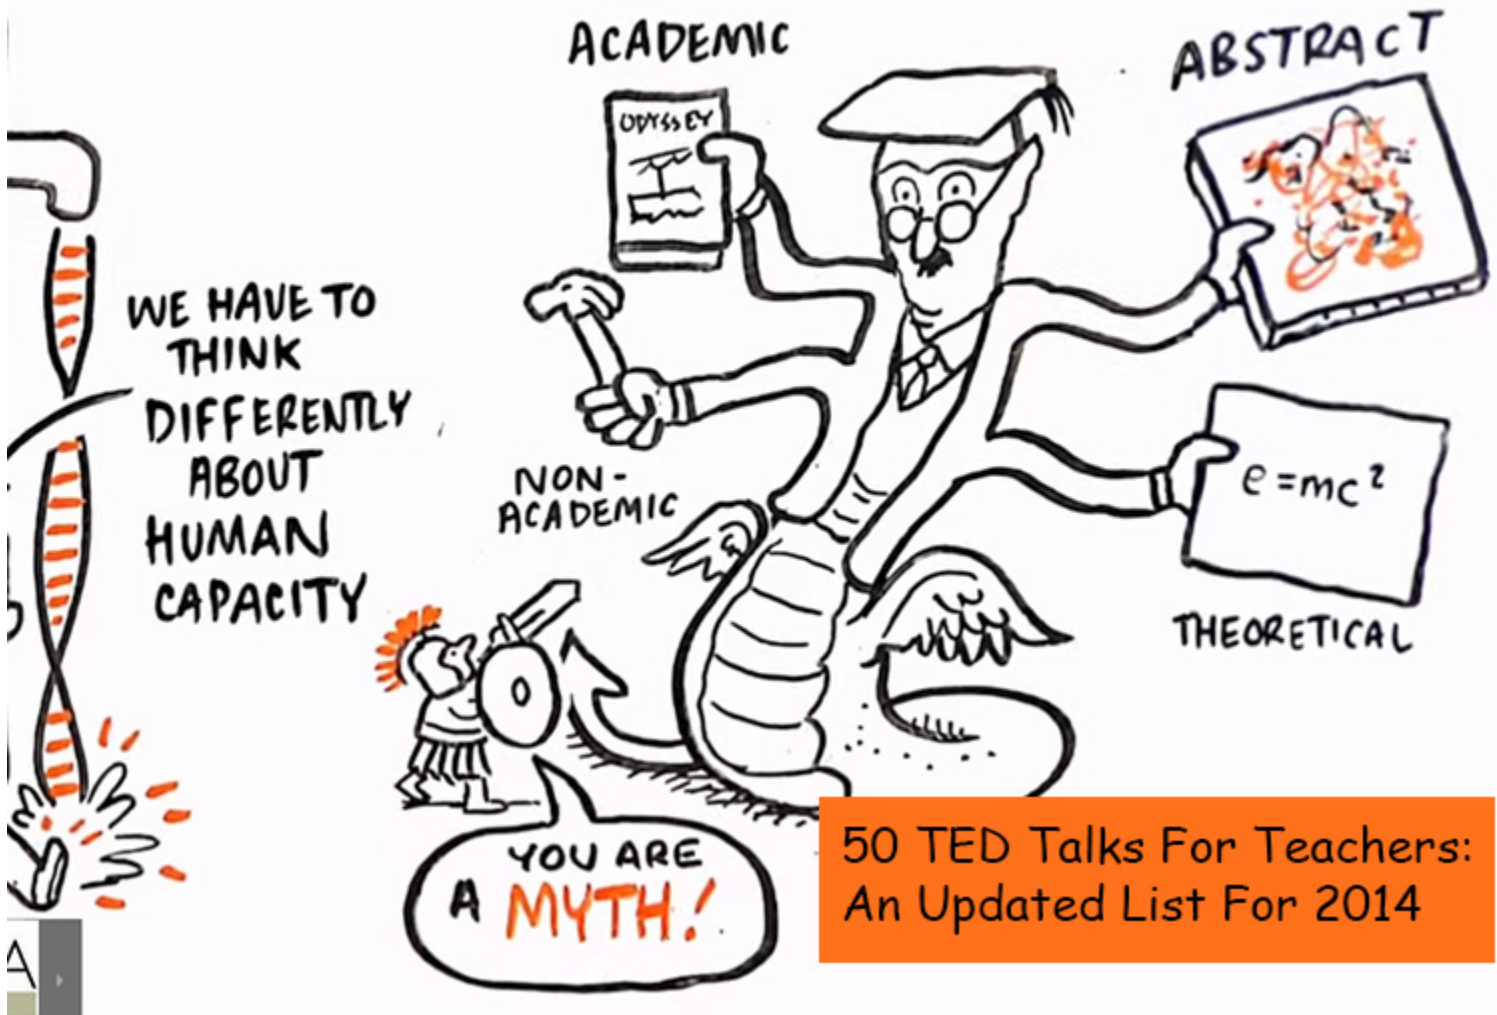 ACADEMIC
ABSTRACT
ODYSSEY
WE HAVE TO
THINK
DIFFERENTLY
ABOUT
HUMAN
CAPACITY
NON-
ACADEMIC
e=mc²
THEORETICAL
YOU ARE
A MYTH!
50 TED Talks For Teachers:
An Updated List For 2014
A